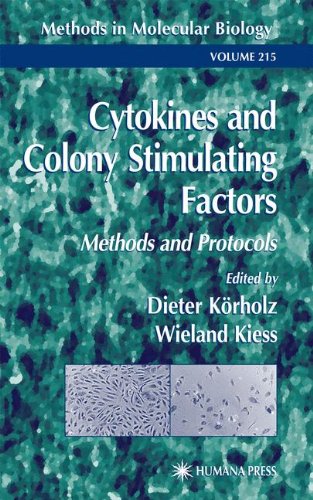 Methods in Molecular Biology™
VOLUME 215
Cytokines and
Colony Stimulating
Factors
Methods and Protocols
Edited by
Dieter Körholz
Wieland Kiess
HUMANA PRESS